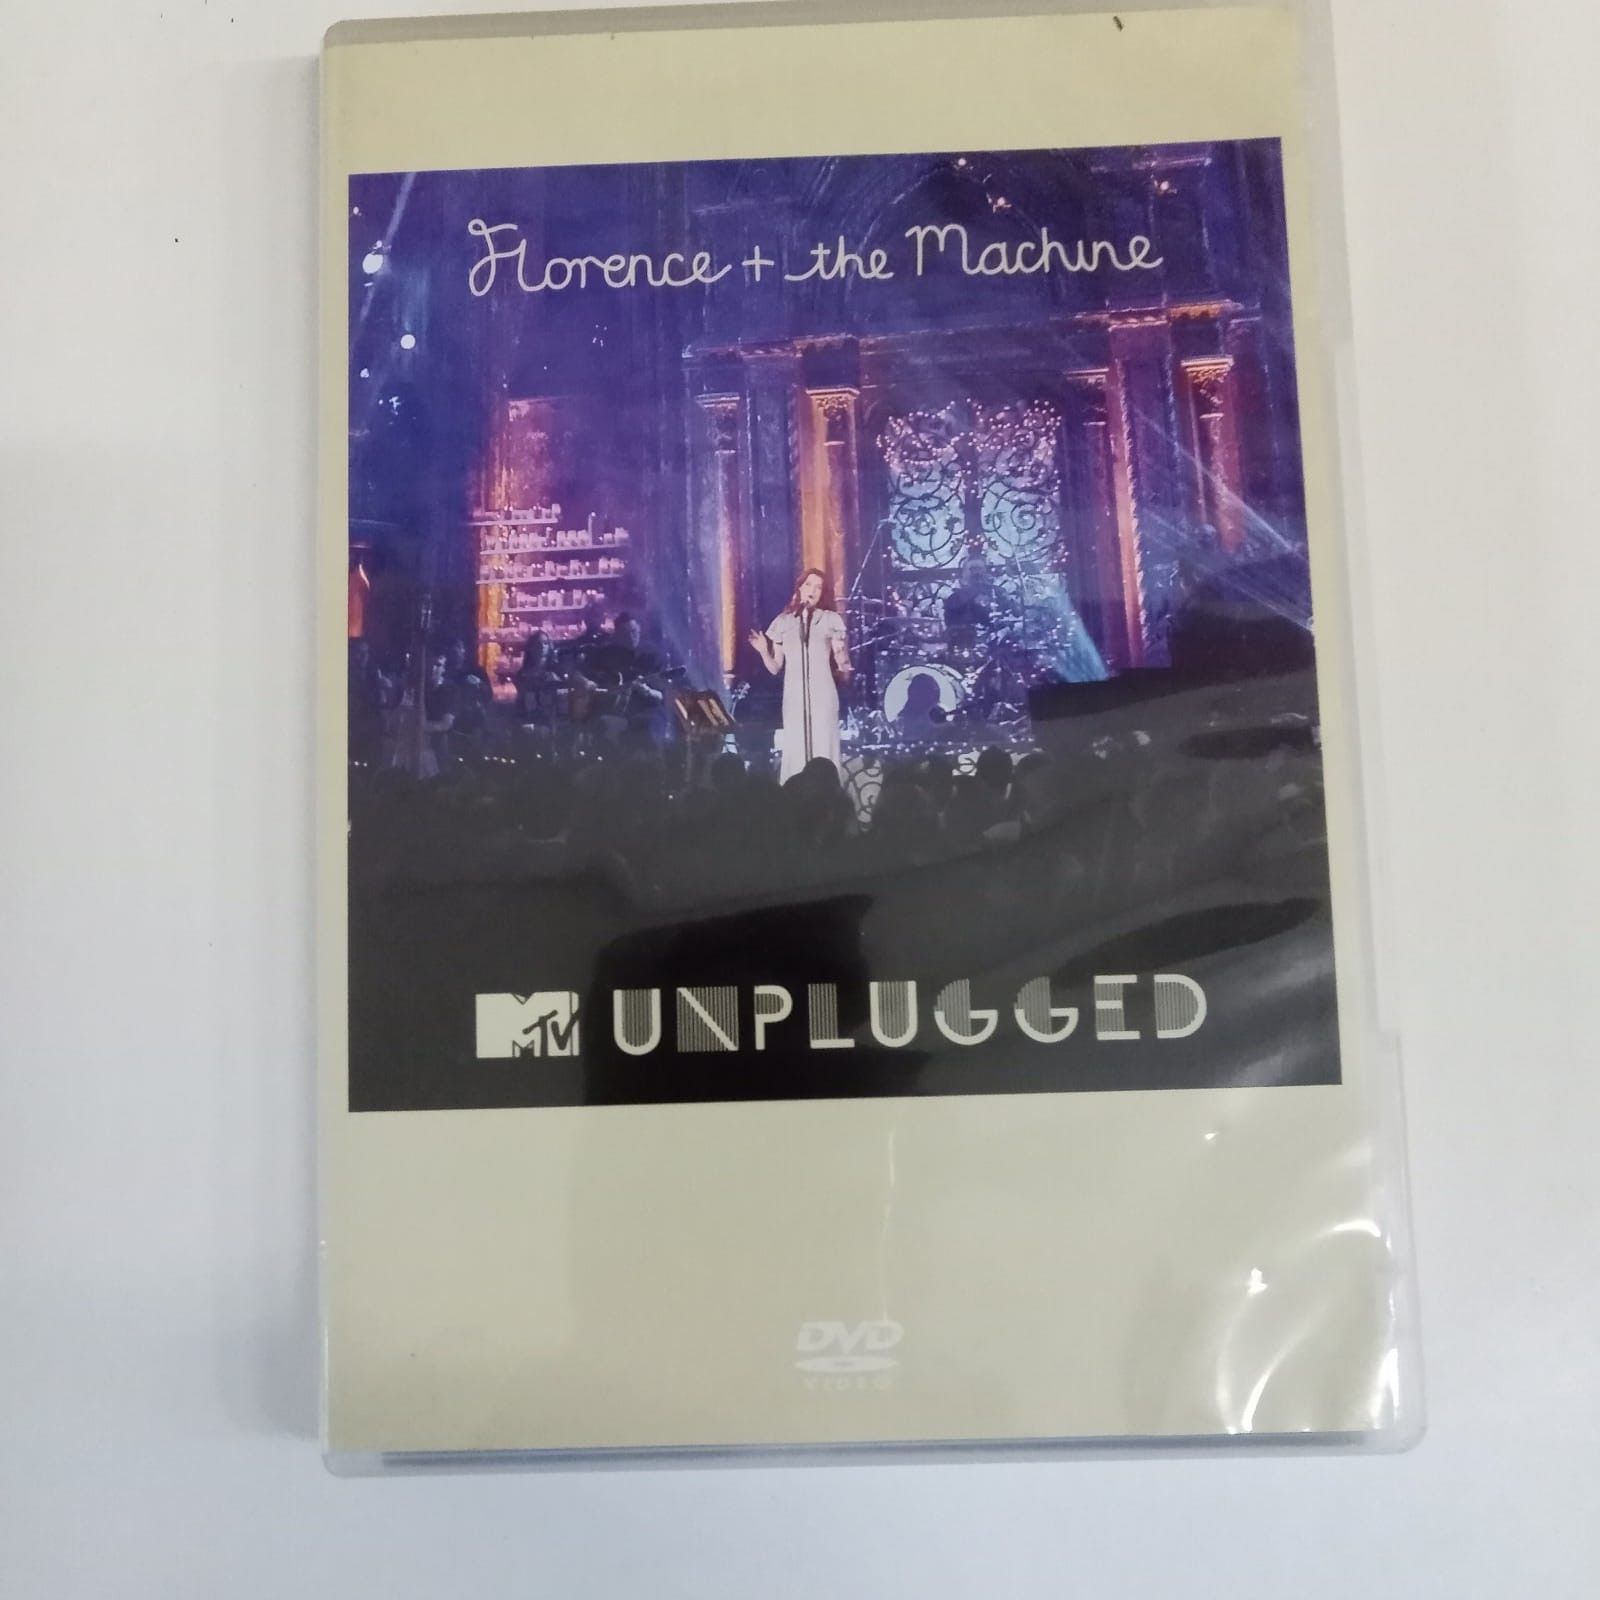 Florence + the Machine
MTV UNPLUGGED
DVD
VIDEO